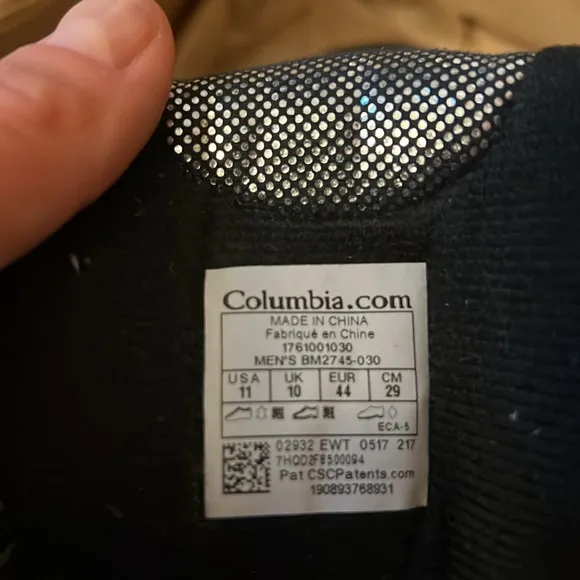 Columbia.com
MADE IN CHINA
Fabriqué en Chine
1761001030
MEN'S BM2745-030
USA UK EUR CM
11 10 44 29
ECA-5
02932 EWT 0517 217
7HQD2F8500094
Pat CSCPatents.com
190893768931